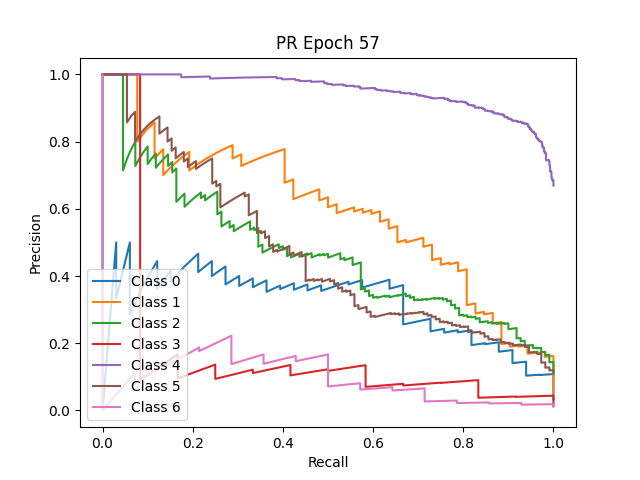 PR Epoch 57
Precision
1.0
0.8
0.6
0.4
0.2
0.0
Class 0
Class 1
Class 2
Class 3
Class 4
Class 5
Class 6
0.0 0.2 0.4 0.6 0.8 1.0
Recall